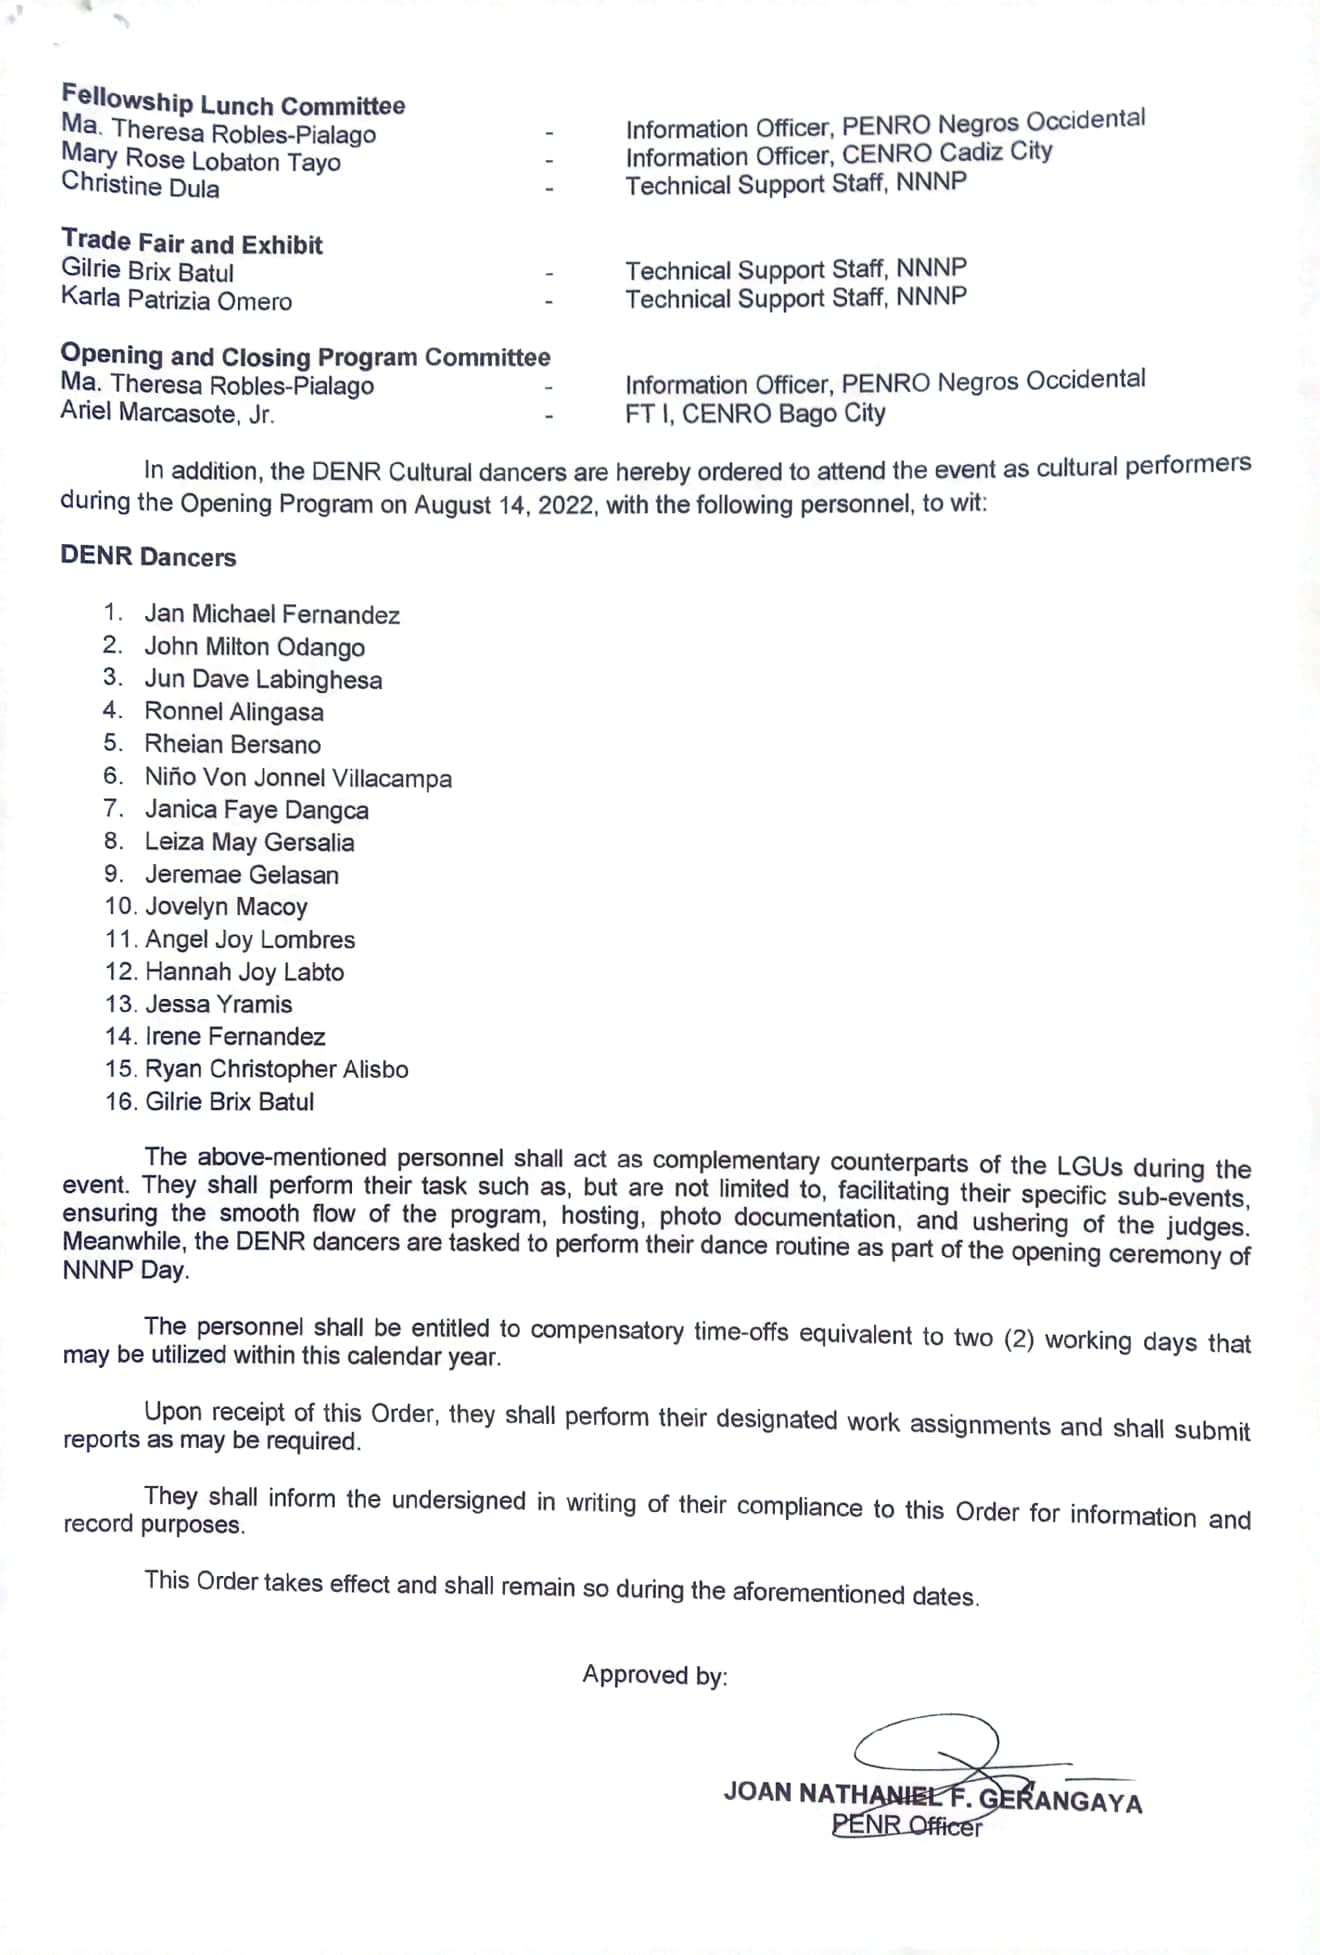 Fellowship Lunch Committee
Ma. Theresa Robles-Pialago - Information Officer, PENRO Negros Occidental
Mary Rose Lobaton Tayo - Information Officer, CENRO Cadiz City
Christine Dula - Technical Support Staff, NNNP
Trade Fair and Exhibit
Gilrie Brix Batul - Technical Support Staff, NNNP
Karla Patrizia Omero - Technical Support Staff, NNNP
Opening and Closing Program Committee
Ma. Theresa Robles-Pialago - Information Officer, PENRO Negros Occidental
Ariel Marcasote, Jr. - FT I, CENRO Bago City
In addition, the DENR Cultural dancers are hereby ordered to attend the event as cultural performers
during the Opening Program on August 14, 2022, with the following personnel, to wit:
DENR Dancers
1. Jan Michael Fernandez
2. John Milton Odango
3. Jun Dave Labinghesa
4. Ronnel Alingasa
5. Rheian Bersano
6. Niño Von Jonnel Villacampa
7. Janica Faye Dangca
8. Leiza May Gersalia
9. Jeremae Gelasan
10. Jovelyn Macoy
11. Angel Joy Lombres
12. Hannah Joy Labto
13. Jessa Yramis
14. Irene Fernandez
15. Ryan Christopher Alisbo
16. Gilrie Brix Batul
The above-mentioned personnel shall act as complementary counterparts of the LGUs during the
event. They shall perform their task such as, but are not limited to, facilitating their specific sub-events,
ensuring the smooth flow of the program, hosting, photo documentation, and ushering of the judges.
Meanwhile, the DENR dancers are tasked to perform their dance routine as part of the opening ceremony of
NNNP Day.
The personnel shall be entitled to compensatory time-offs equivalent to two (2) working days that
may be utilized within this calendar year.
Upon receipt of this Order, they shall perform their designated work assignments and shall submit
reports as may be required.
They shall inform the undersigned in writing of their compliance to this Order for information and
record purposes.
This Order takes effect and shall remain so during the aforementioned dates.
Approved by:
JOAN NATHANIEL F. GERANGAYA
PENR Officer